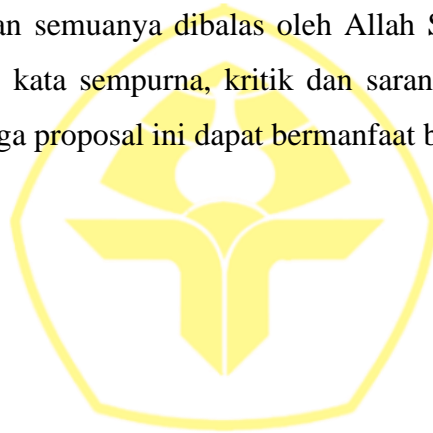 an semuanya dibalas oleh Allah S
kata sempurna, kritik dan saran
ga proposal ini dapat bermanfaat b